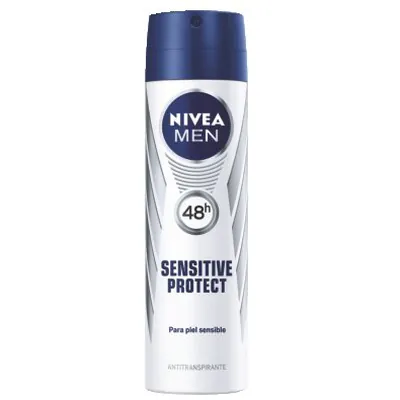 NIVEA
MEN
48h
SENSITIVE
PROTECT
Para piel sensible
ANTITRANSPIRANTE